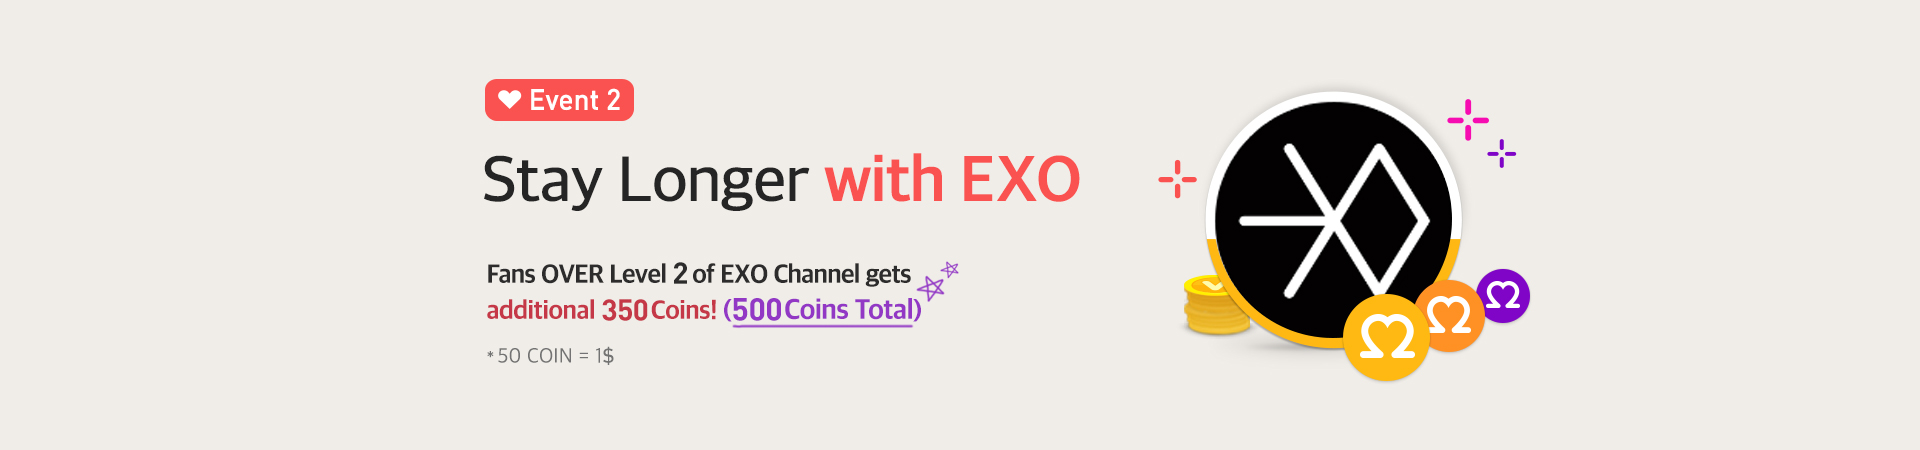 Event 2
Stay Longer with EXO
Fans OVER Level 2 of EXO Channel gets
additional 350 Coins! (500 Coins Total)
* 50 COIN = 1$